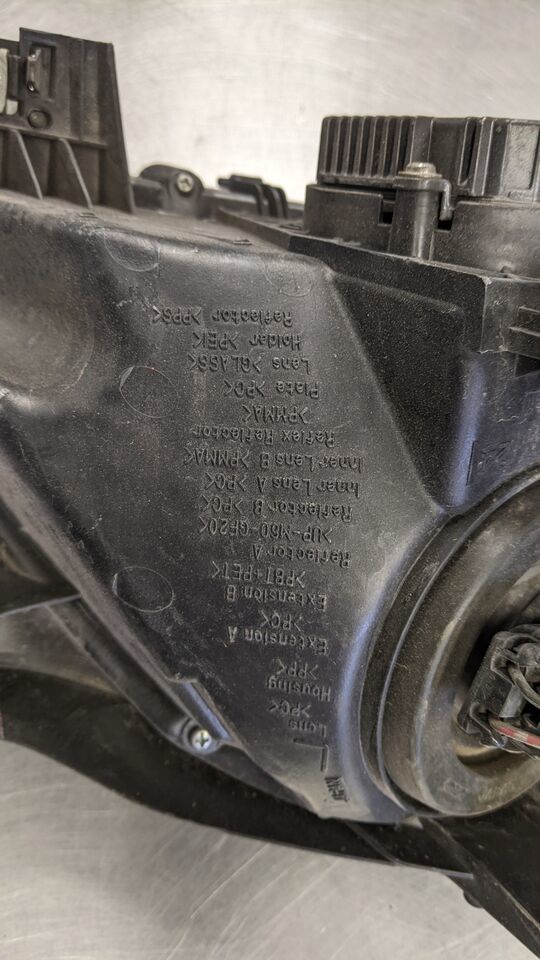 Lens
>PC<
Housing
>PP<
Extension A
>PC<
Extension B
>PBT+PET<
Reflector A
>UP-M60-GF20<
Reflector B >PC<
Inner Lens A >PC<
Inner Lens B >PMMA<
Reflex Reflector
>PMMA<
Plate >PC<
Lens >GLASS<
Holder >PEI<
Reflector >PPS<